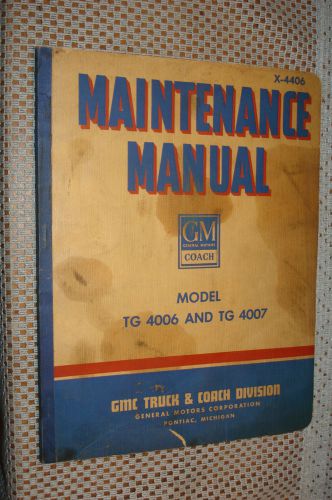 X-4406
MAINTENANCE
MANUAL
GM
GENERAL MOTORS
COACH
MODEL
TG 4006 AND TG 4007
GMC TRUCK & COACH DIVISION
GENERAL MOTORS CORPORATION
PONTIAC, MICHIGAN